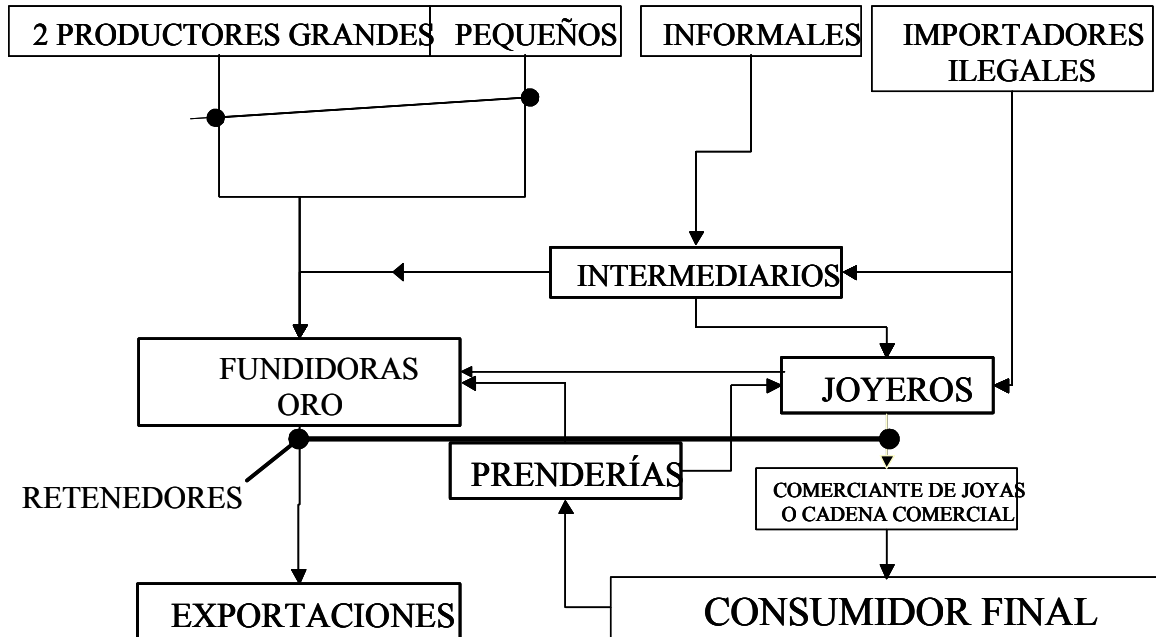 2 PRODUCTORES GRANDES
PEQUEÑOS
INFORMALES
IMPORTADORES
ILEGALES
INTERMEDIARIOS
FUNDIDORAS
ORO
JOYEROS
PRENDERÍAS
RETENEDORES
COMERCIANTE DE JOYAS
O CADENA COMERCIAL
EXPORTACIONES
CONSUMIDOR FINAL